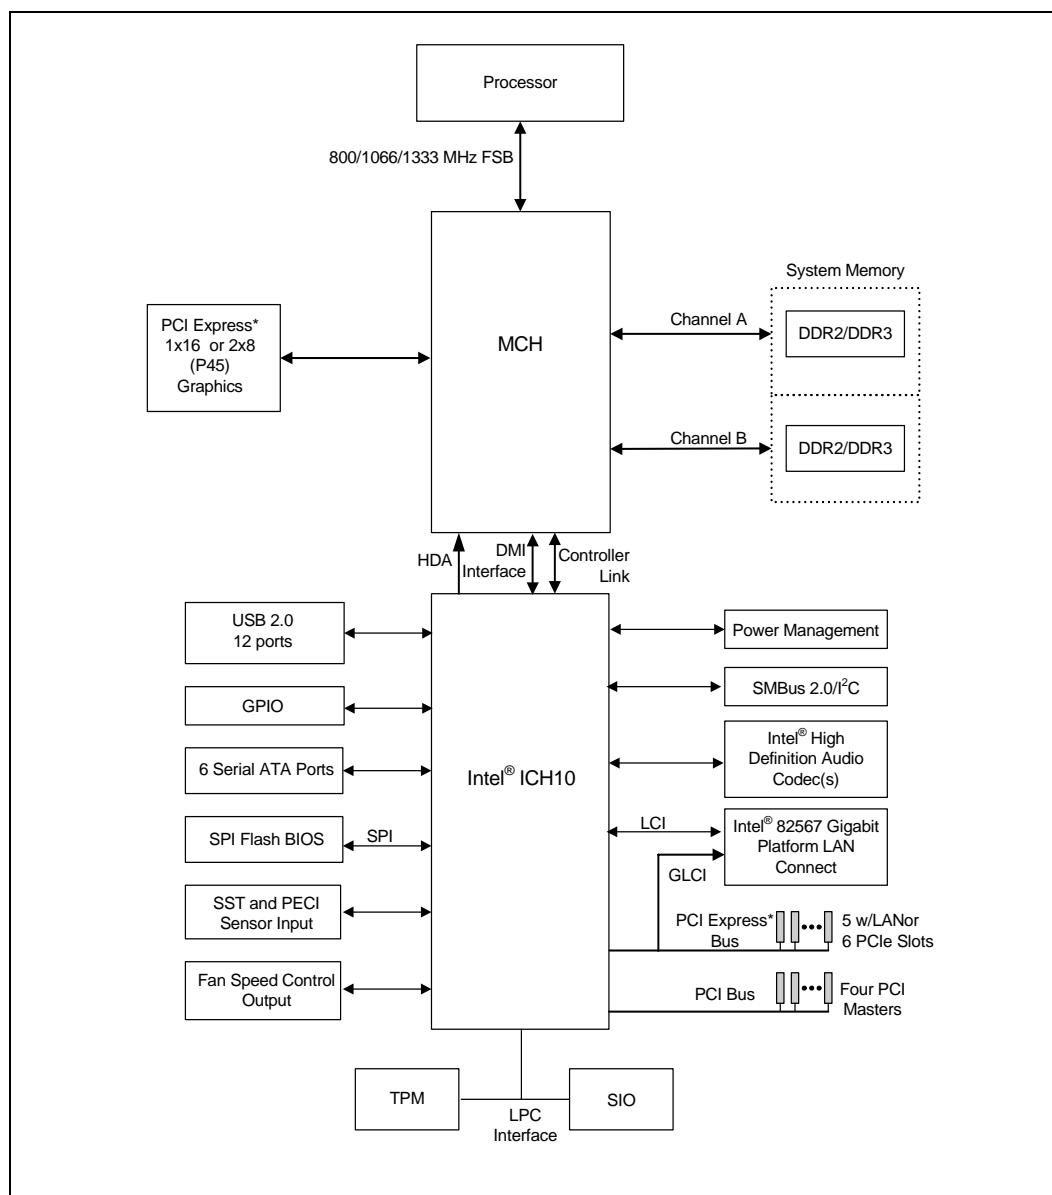 Processor
800/1066/1333 MHz FSB
System Memory
PCI Express*
1x16 or 2x8
(P45)
Graphics
MCH
Channel A
DDR2/DDR3
Channel B
DDR2/DDR3
HDA
DMI
Interface
Controller
Link
USB 2.0
12 ports
GPIO
6 Serial ATA Ports
SPI Flash BIOS
SPI
SST and PECI
Sensor Input
Fan Speed Control
Output
Intel® ICH10
Power Management
SMBus 2.0/I²C
Intel® High
Definition Audio
Codec(s)
LCI
Intel® 82567 Gigabit
Platform LAN
Connect
GLCI
PCI Express*
Bus
5 w/LANor
6 PCIe Slots
PCI Bus
Four PCI
Masters
TPM
LPC
Interface
SIO